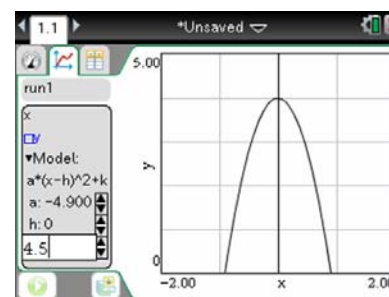 1.1 *Unsaved
run1
x
y
▾Model:
a*(x-h)^2+k
a: -4.900
h: 0
4.5
5.00
y
0
-2.00 x 2.00